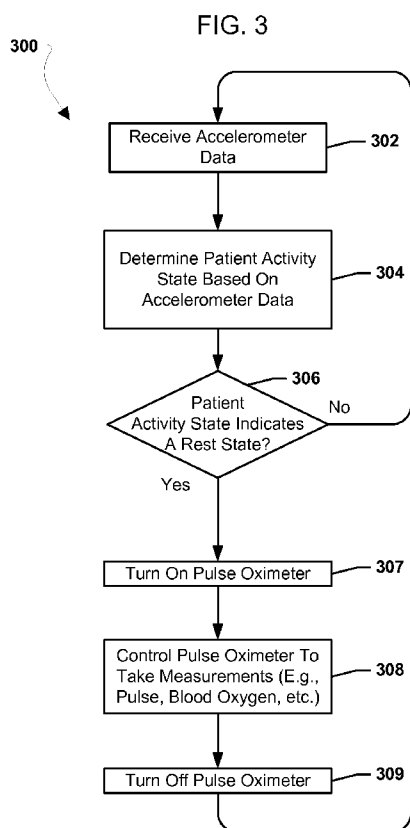 FIG. 3
300
Receive Accelerometer
Data
302
Determine Patient Activity
State Based On
Accelerometer Data
304
306
Patient
Activity State Indicates
A Rest State?
No
Yes
Turn On Pulse Oximeter
307
Control Pulse Oximeter To
Take Measurements (E.g.,
Pulse, Blood Oxygen, etc.)
308
Turn Off Pulse Oximeter
309